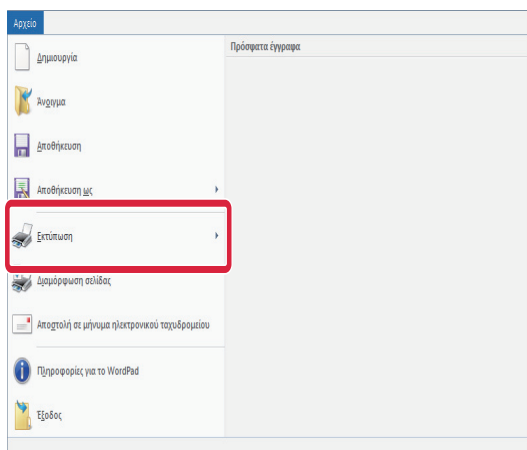 Αρχείο
Πρόσφατα έγγραφα
Δημιουργία
Άνοιγμα
Αποθήκευση
Αποθήκευση ως
Εκτύπωση
Διαμόρφωση σελίδας
Αποστολή σε μήνυμα ηλεκτρονικού ταχυδρομείου
Πληροφορίες για το WordPad
Έξοδος